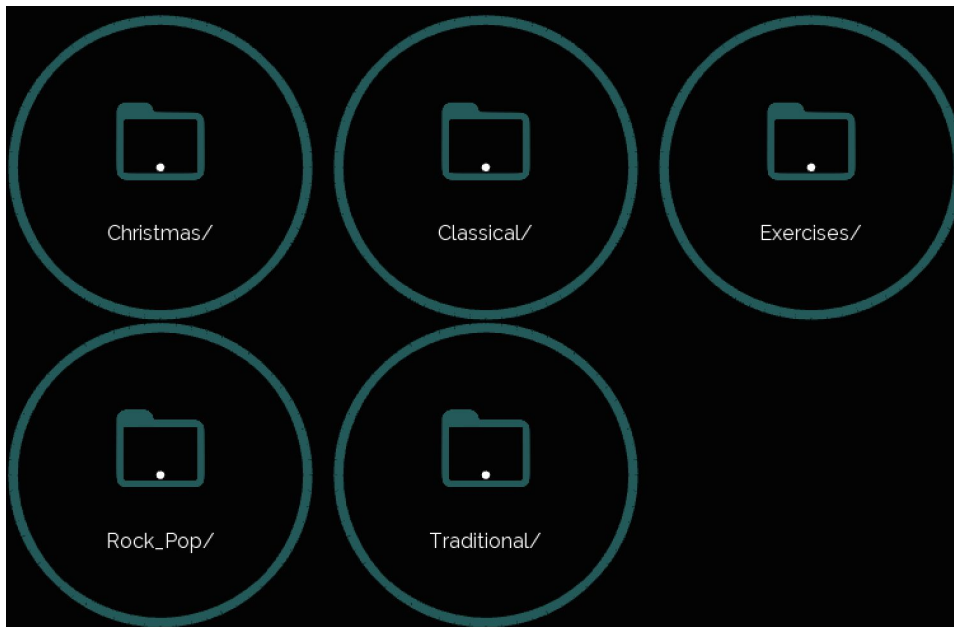 Christmas/
Classical/
Exercises/
Rock_Pop/
Traditional/